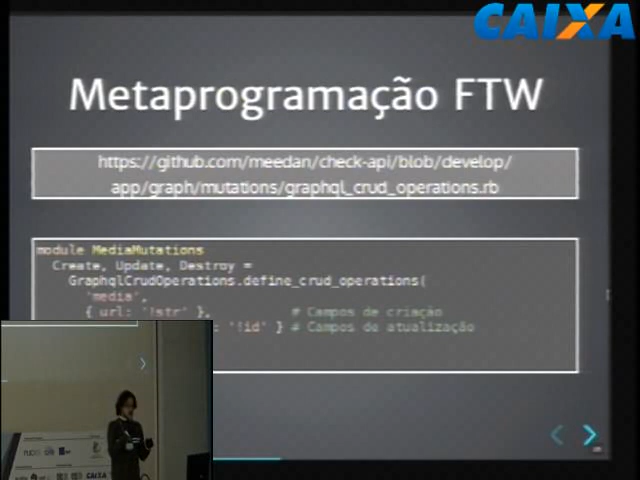 CAIXA
Metaprogramação FTW
https://github.com/meedan/check-api/blob/develop/
app/graph/mutations/graphql_crud_operations.rb
module MediaMutations
Create, Update, Destroy =
GraphqlCrudOperations.define_crud_operations(
'media',
{ url: '!str' }, # Campos de criação
: '!id' } # Campos de atualização
CAIXA